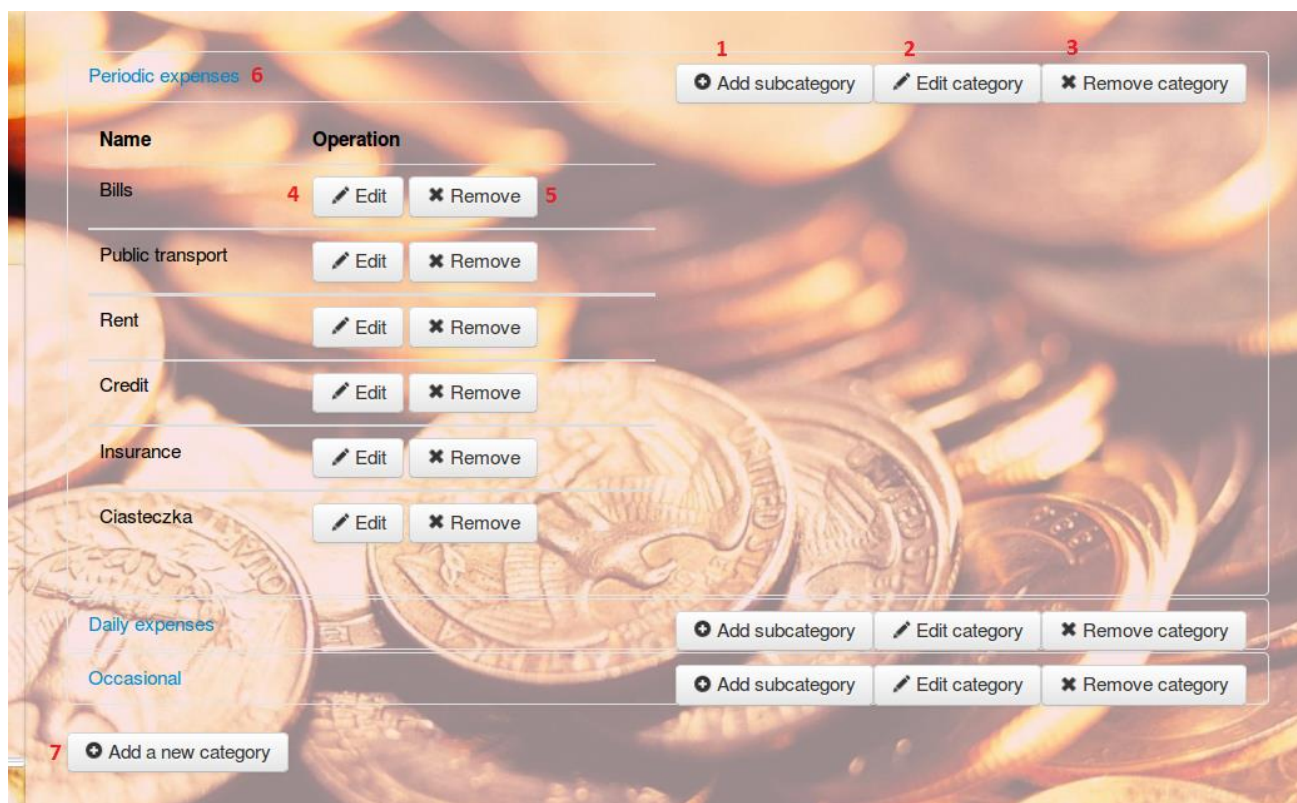 1 2 3
Periodic expenses 6 Add subcategory Edit category Remove category
Name Operation
Bills 4 Edit Remove 5
Public transport Edit Remove
Rent Edit Remove
Credit Edit Remove
Insurance Edit Remove
Ciasteczka Edit Remove
Daily expenses Add subcategory Edit category Remove category
Occasional Add subcategory Edit category Remove category
7 Add a new category